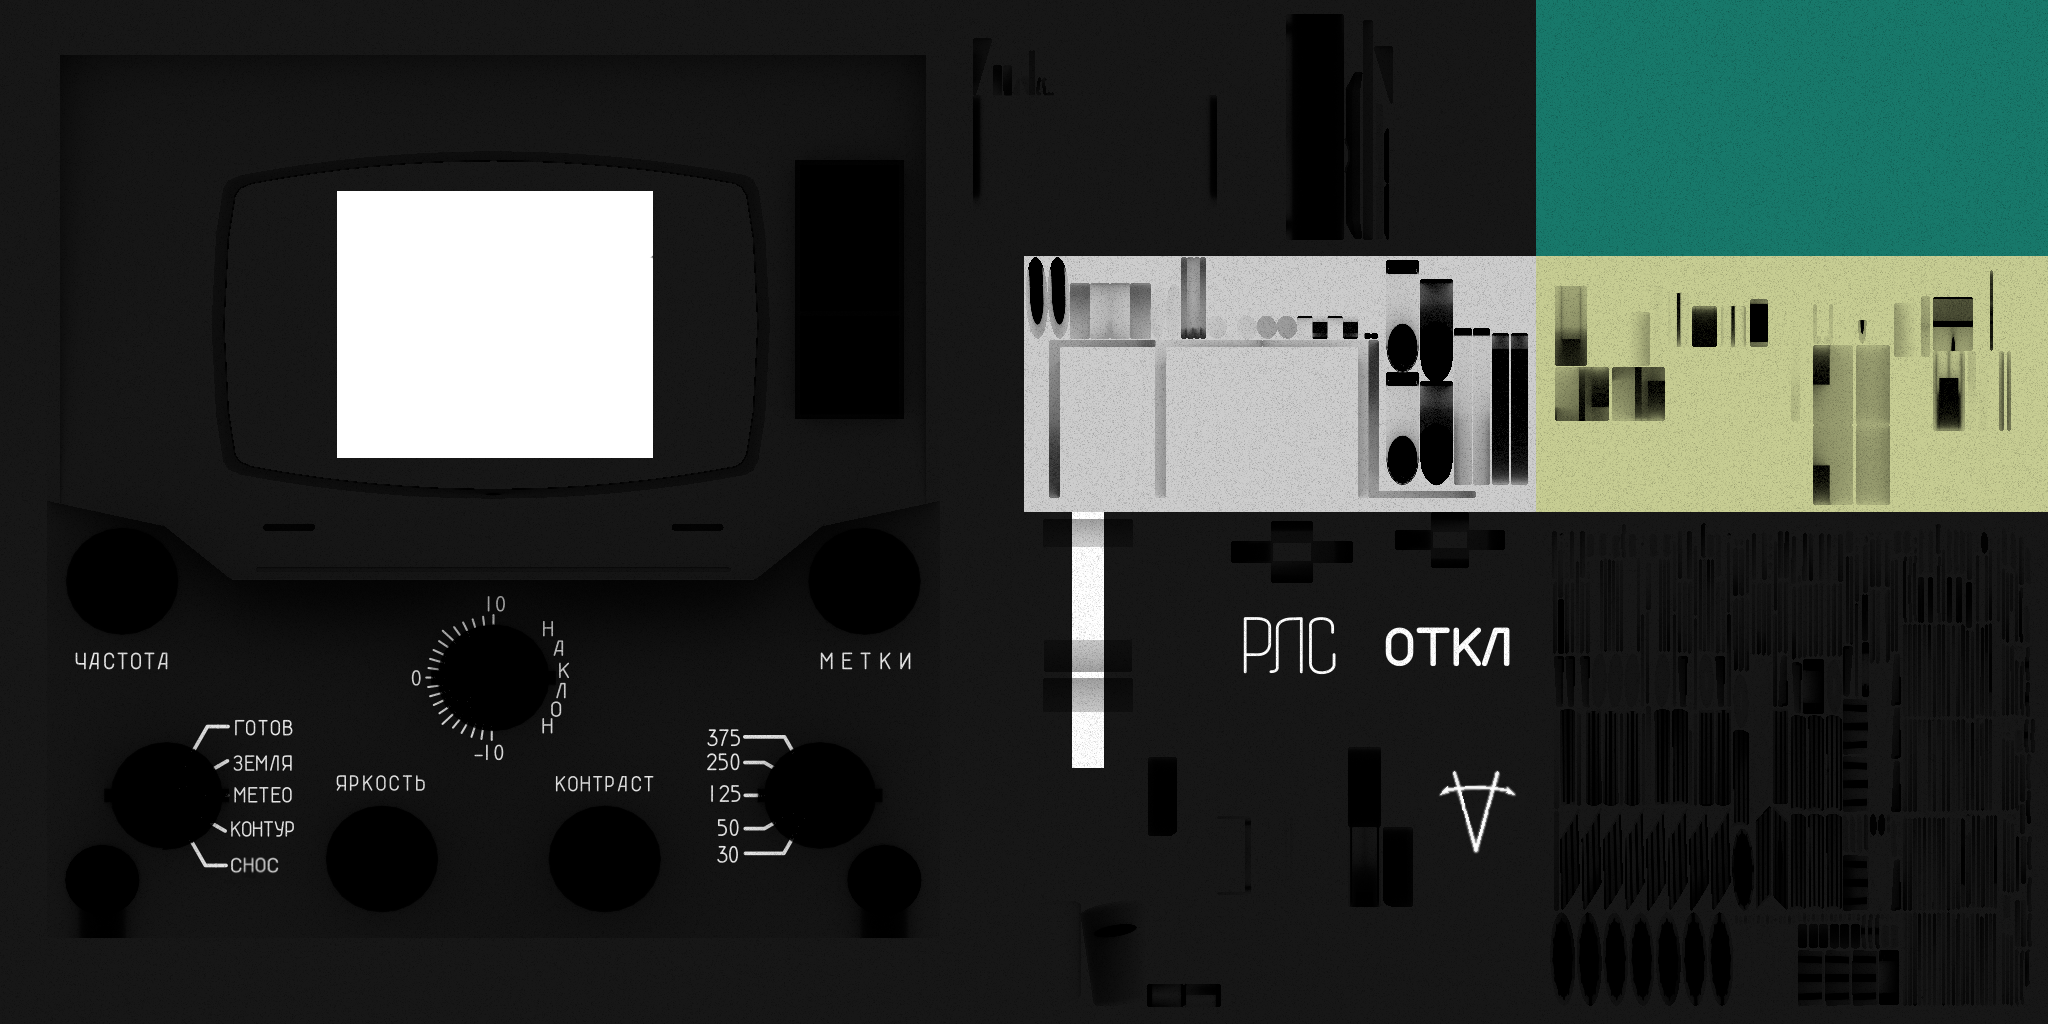 РЛС
ОТКЛ
ЧАСТОТА
МЕТКИ
10
0
-10
НАКЛОН
ГОТОВ
ЗЕМЛЯ
МЕТЕО
КОНТУР
СНОС
ЯРКОСТЬ
КОНТРАСТ
375
250
125
50
30